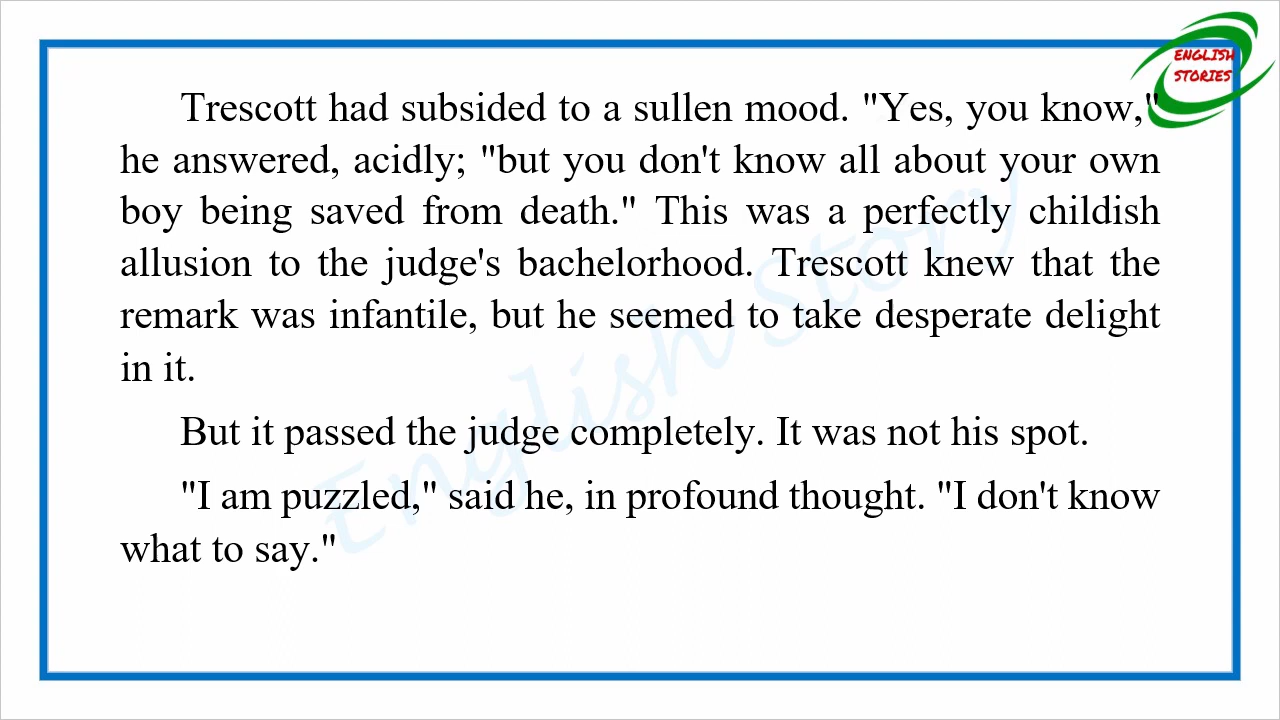 ENGLISH
STORIES
Trescott had subsided to a sullen mood. "Yes, you know,"
he answered, acidly; "but you don't know all about your own
boy being saved from death." This was a perfectly childish
allusion to the judge's bachelorhood. Trescott knew that the
remark was infantile, but he seemed to take desperate delight
in it.
But it passed the judge completely. It was not his spot.
"I am puzzled," said he, in profound thought. "I don't know
what to say."
English Story